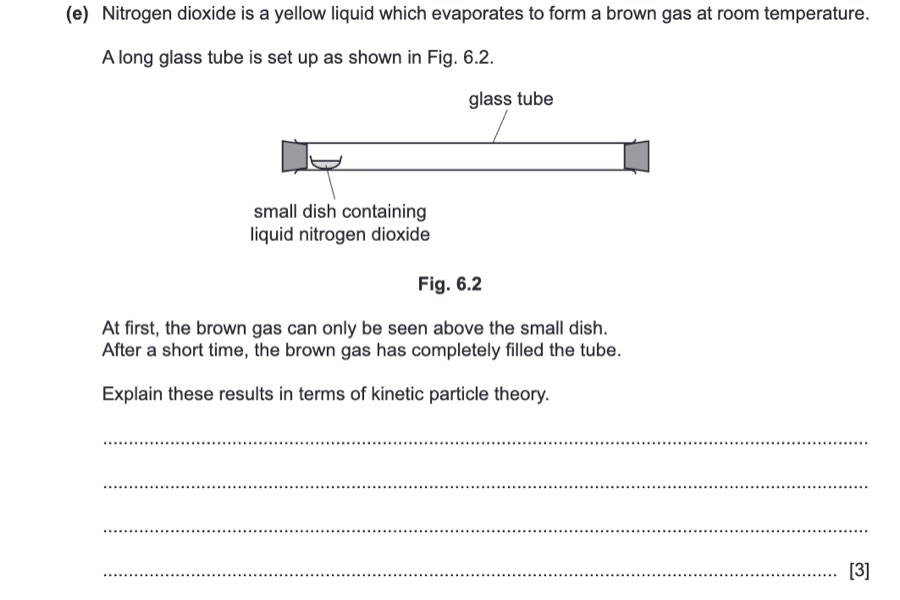 (e) Nitrogen dioxide is a yellow liquid which evaporates to form a brown gas at room temperature.
A long glass tube is set up as shown in Fig. 6.2.
glass tube
small dish containing
liquid nitrogen dioxide
Fig. 6.2
At first, the brown gas can only be seen above the small dish.
After a short time, the brown gas has completely filled the tube.
Explain these results in terms of kinetic particle theory.
[3]